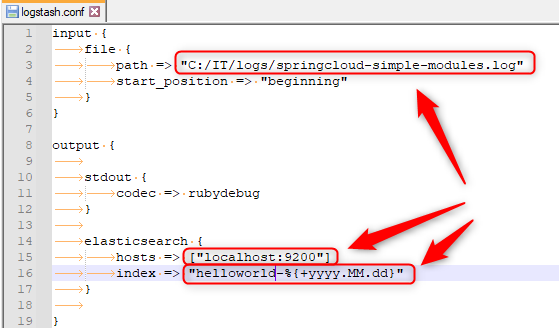 logstash.conf
1 input {
2 file {
3 path => "C:/IT/logs/springcloud-simple-modules.log"
4 start_position => "beginning"
5 }
6 }
7
8 output {
9
10 stdout {
11 codec => rubydebug
12 }
13
14 elasticsearch {
15 hosts => ["localhost:9200"]
16 index => "helloworld-%{+yyyy.MM.dd}"
17 }
18
19 }